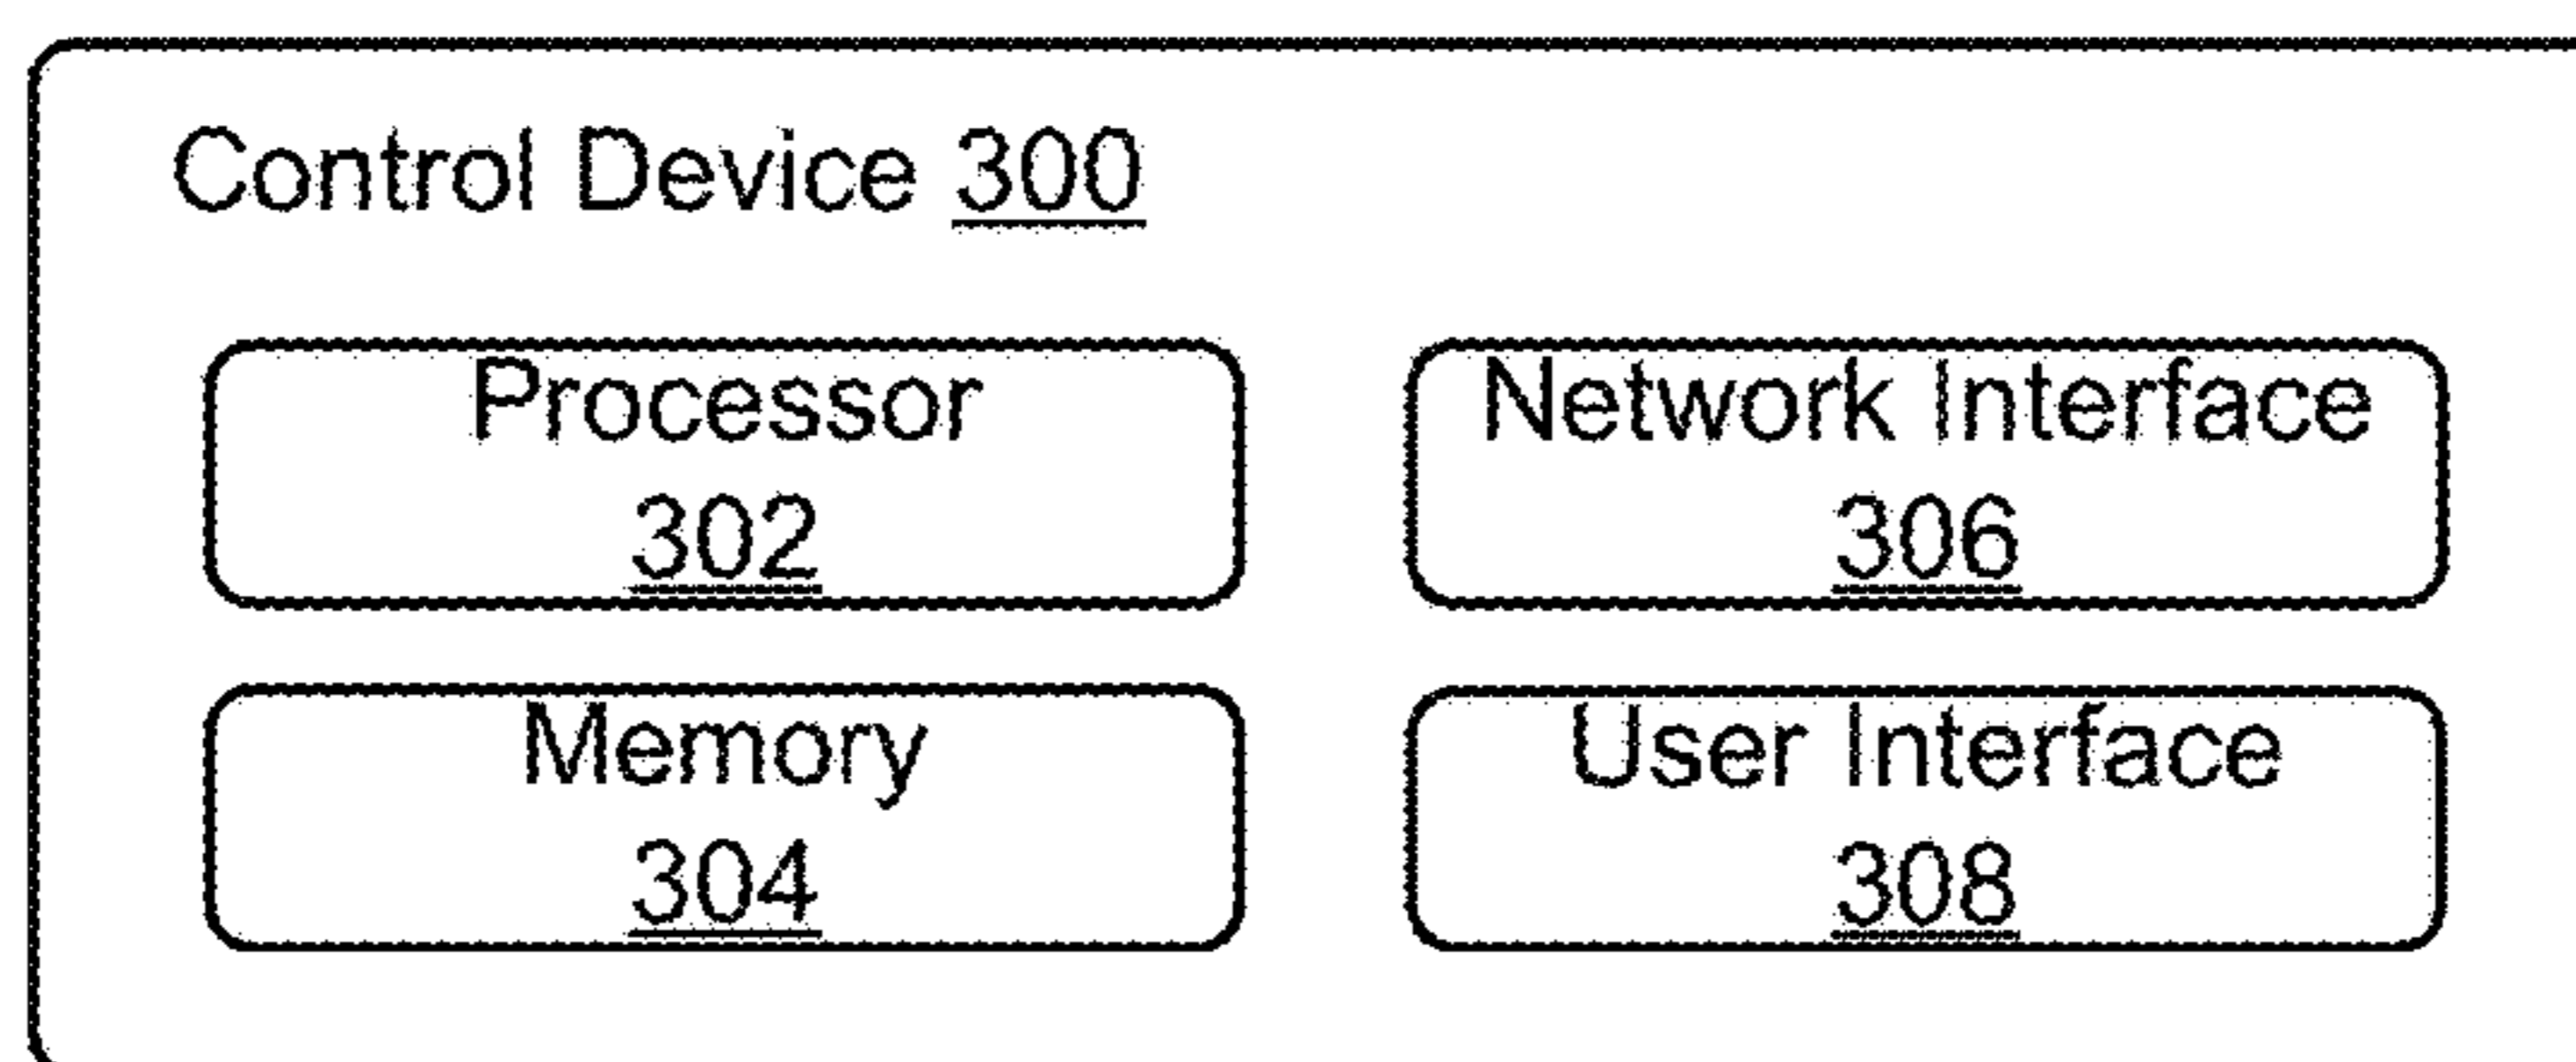 Control Device 300
Processor
302
Network Interface
306
Memory
304
User Interface
308